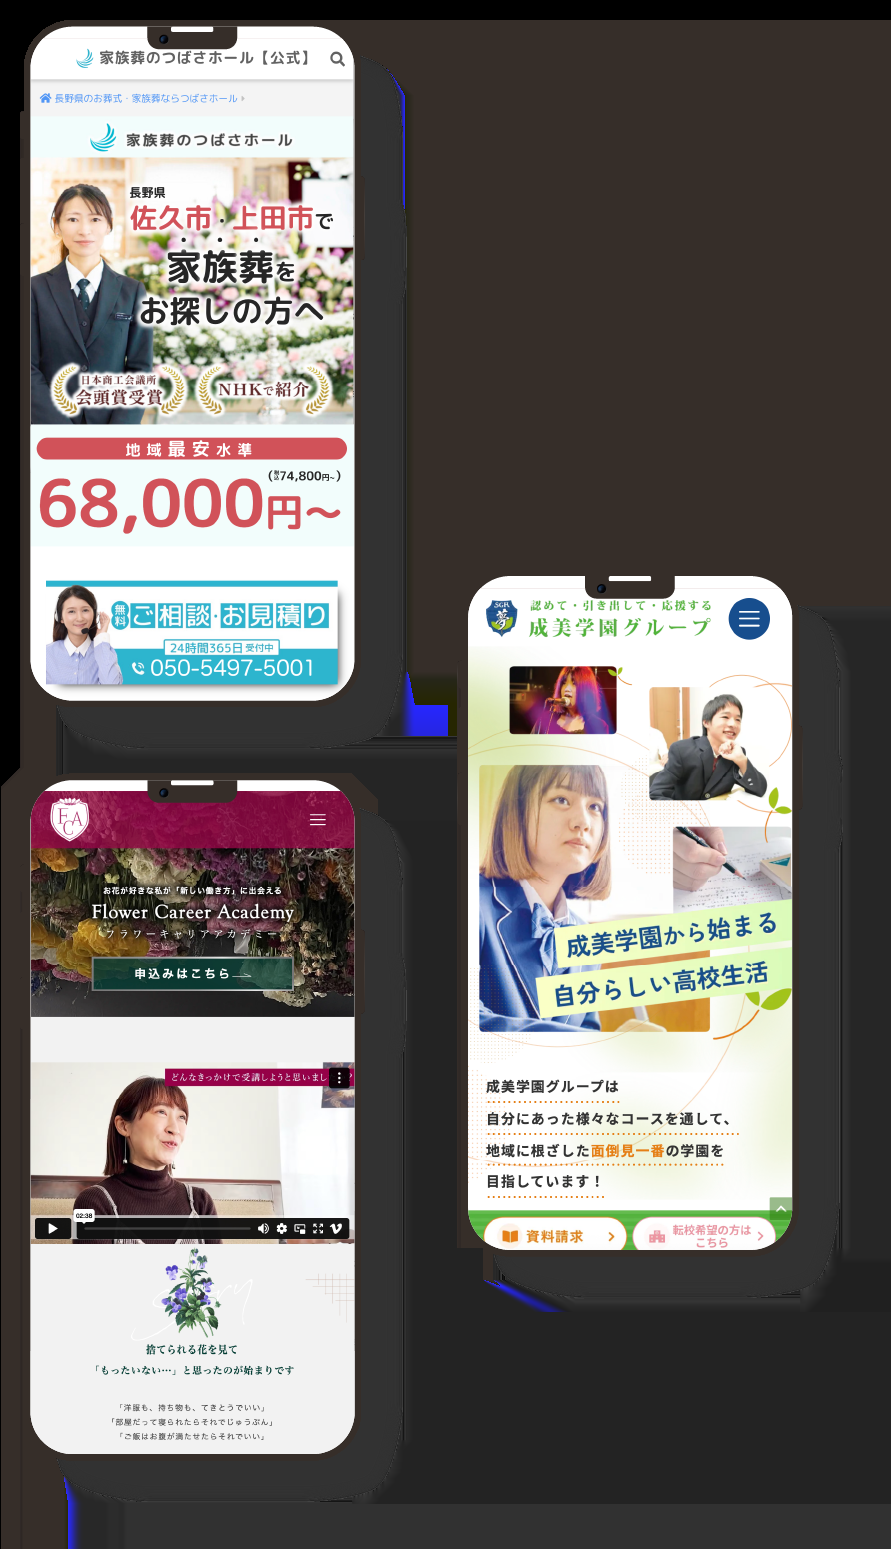 家族葬のつばさホール【公式】
長野県のお葬式・家族葬ならつばさホール
家族葬のつばさホール
長野県
佐久市・上田市で
家族葬を
お探しの方へ
日本商工会議所
会頭賞受賞
NHKで紹介
地域最安水準
(税込74,800円~)
68,000円〜
無料
ご相談・お見積り
24時間365日受付中
050-5497-5001
FCA
お花が好きな私が「新しい働き方」に出会える
Flower Career Academy
フラワーキャリアアカデミー
申込みはこちら
どんなきっかけで受講しようと思いまし
02:38
Story
捨てられる花を見て
「もったいない…」と思ったのが始まりです
「洋服も、持ち物も、てきとうでいい」
「部屋だって寝られたらそれでじゅうぶん」
「ご飯はお腹が満たせたらそれでいい」
SGK
夢
認めて・引き出して・応援する
成美学園グループ
成美学園から始まる
自分らしい高校生活
成美学園グループは
自分にあった様々なコースを通して、
地域に根ざした面倒見一番の学園を
目指しています！
資料請求
転校希望の方は
こちら